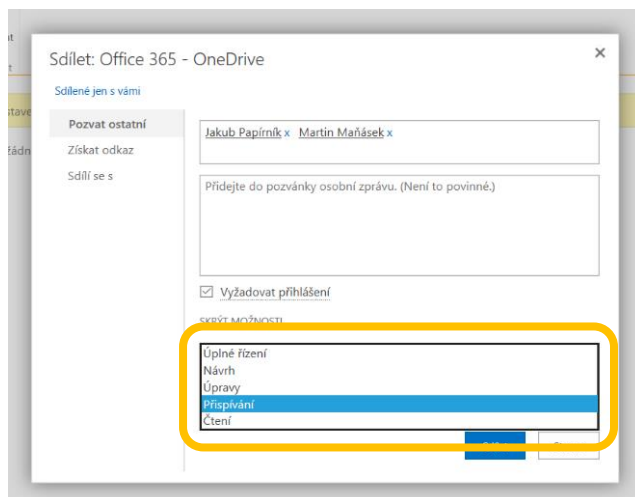 Sdílet: Office 365 - OneDrive
Sdílené jen s vámi
Pozvat ostatní
Získat odkaz
Sdílí se s
Jakub Papírník x Martin Maňásek x
Přidejte do pozvánky osobní zprávu. (Není to povinné.)
Vyžadovat přihlášení
SKRÝT MOŽNOSTI
Úplné řízení
Návrh
Úpravy
Přispívání
Čtení